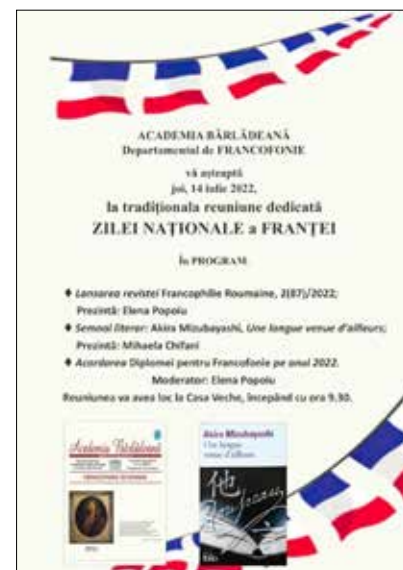 ACADEMIA BÂRLĂDEANĂ
Departamentul de FRANCOFONIE
vă așteaptă
joi, 14 iulie 2022,
la tradiționala reuniune dedicată
ZILEI NAȚIONALE a FRANȚEI
În PROGRAM
♦ Lansarea revistei Francophilie Roumaine, 2(87)/2022;
Prezintă: Elena Popoiu
♦ Semnal literar: Akira Mizubayashi, Une langue venue d'ailleurs;
Prezintă: Mihaela Chifani
♦ Acordarea Diplomei pentru Francofonie pe anul 2022.
Moderator: Elena Popoiu
Reuniunea va avea loc la Casa Veche, începând cu ora 9.30.
Academia Bârlădeană
Akira Mizubayashi
Une langue
venue d'ailleurs
folio